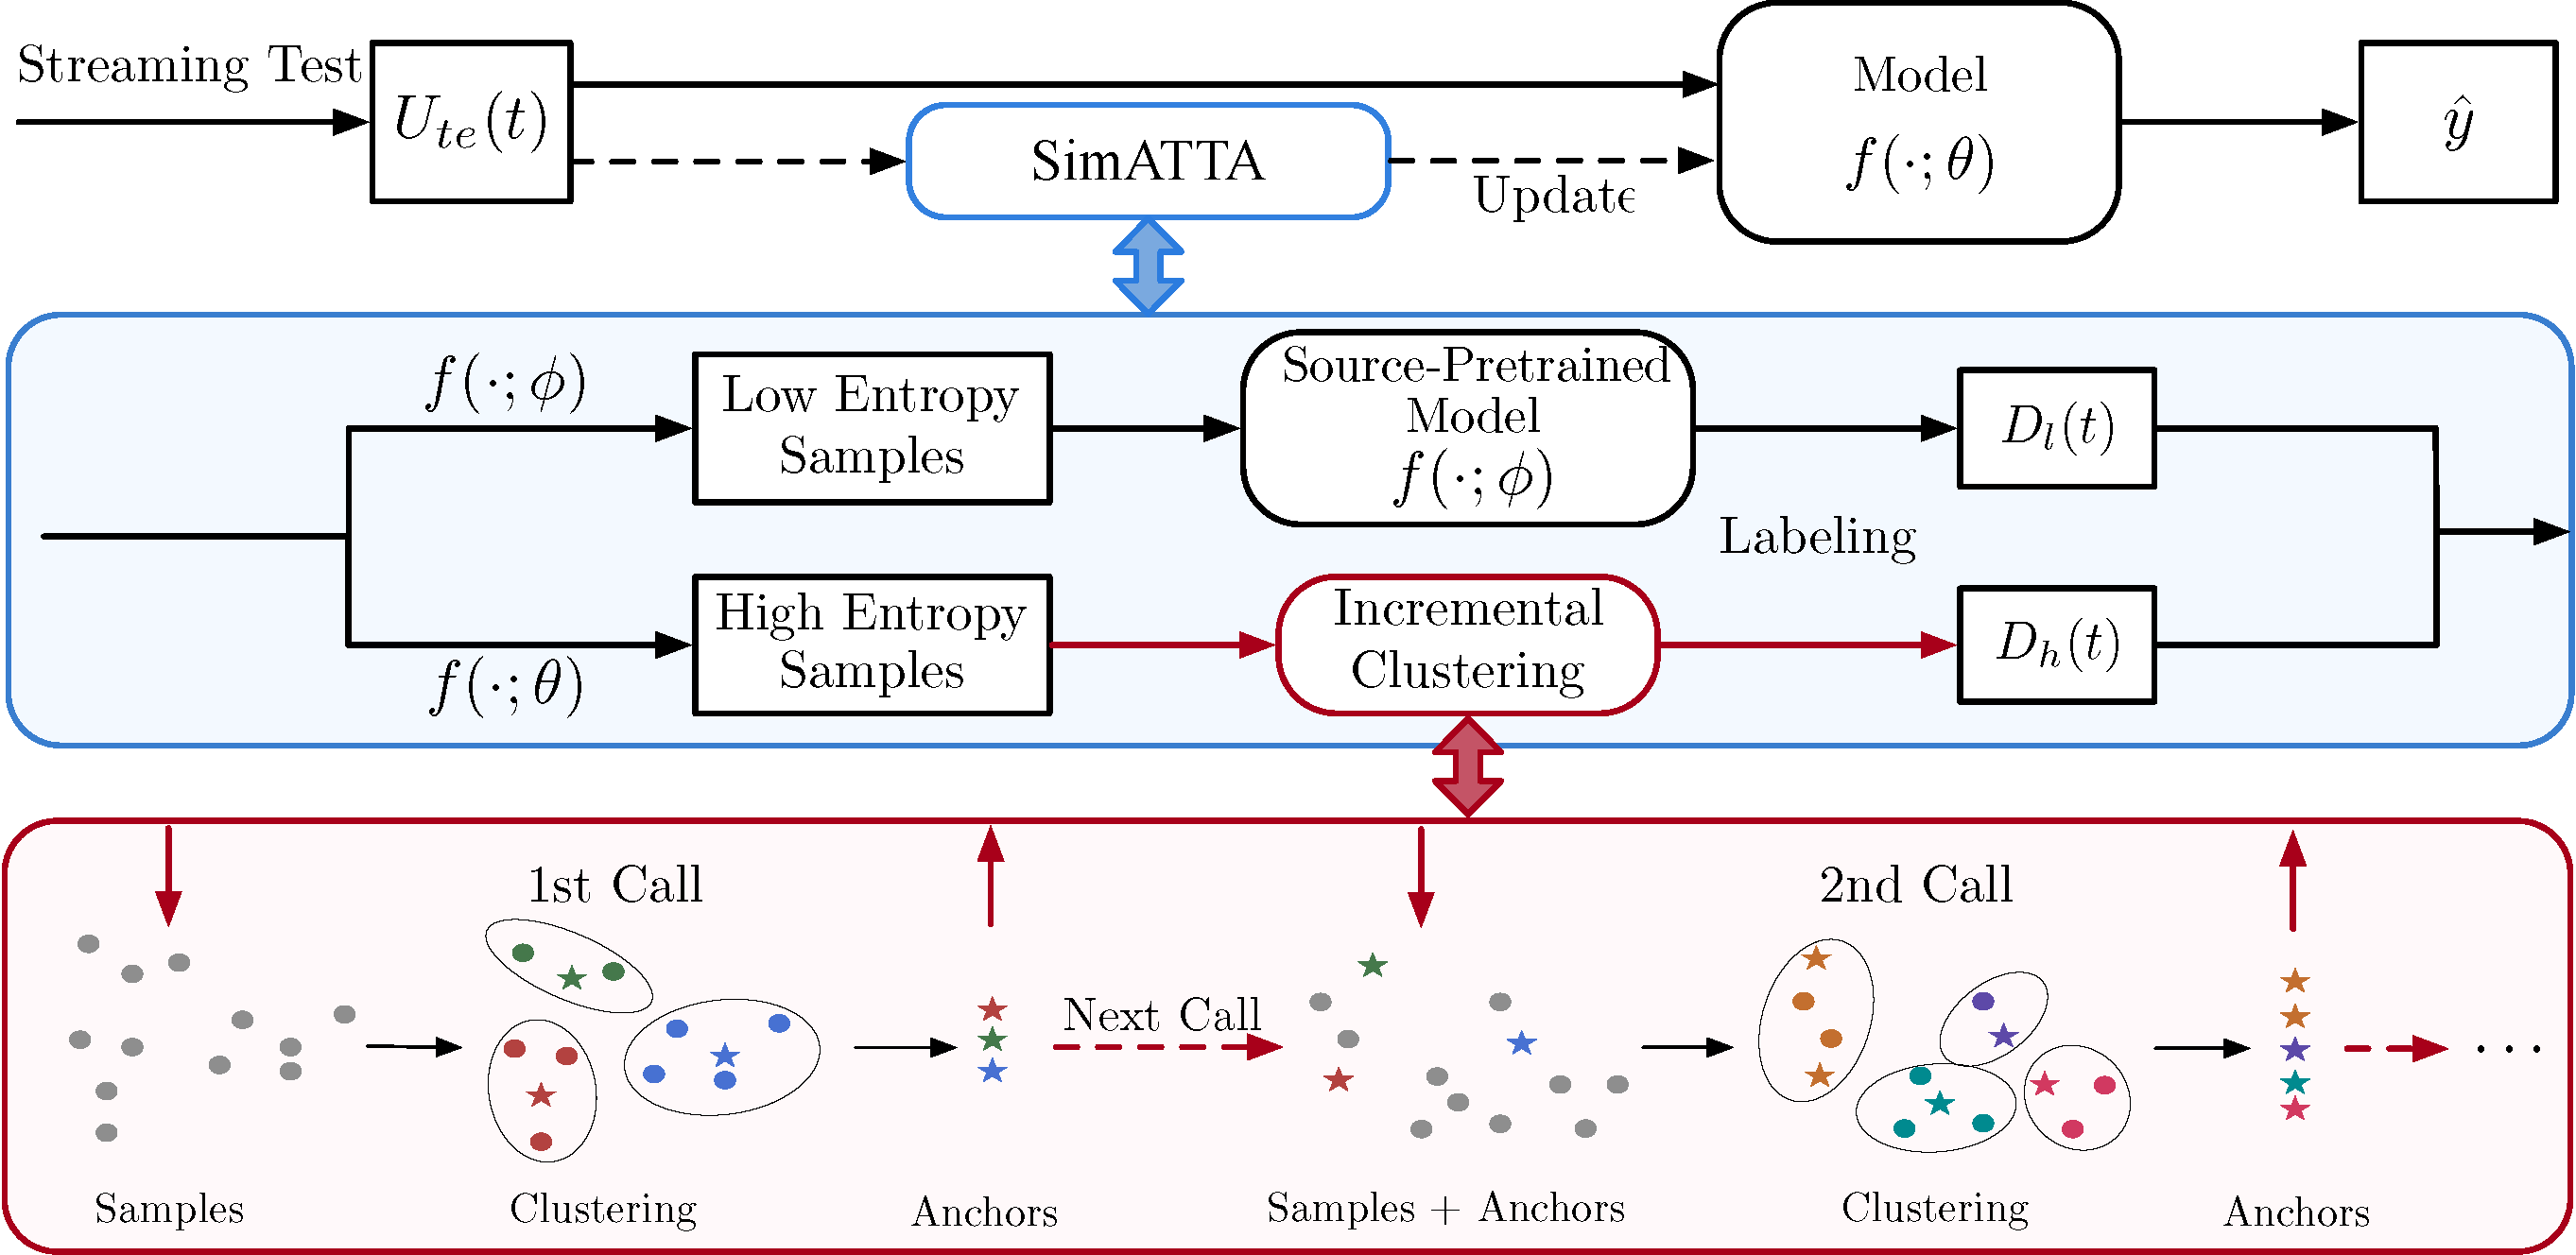 Streaming Test
$U_{te}(t)$
SimATTA
Update
Model
$f(\cdot;\theta)$
$\hat{y}$
$f(\cdot;\phi)$
Low Entropy
Samples
Source-Pretrained
Model
$f(\cdot;\phi)$
$D_l(t)$
Labeling
$f(\cdot;\theta)$
High Entropy
Samples
Incremental
Clustering
$D_h(t)$
1st Call
2nd Call
Next Call
· · ·
Samples
Clustering
Anchors
Samples + Anchors
Clustering
Anchors